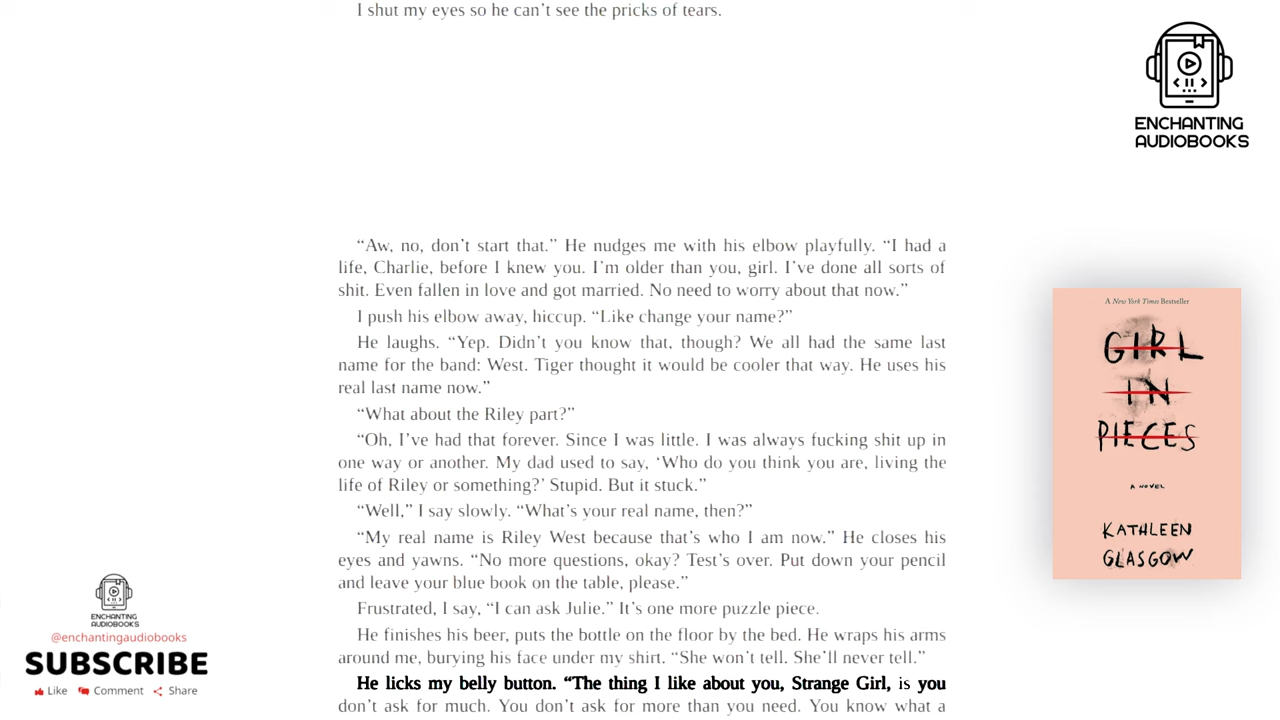 I shut my eyes so he can’t see the pricks of tears.
ENCHANTING
AUDIOBOOKS
“Aw, no, don’t start that.” He nudges me with his elbow playfully. “I had a
life, Charlie, before I knew you. I’m older than you, girl. I’ve done all sorts of
shit. Even fallen in love and got married. No need to worry about that now.”
I push his elbow away, hiccup. “Like change your name?”
He laughs. “Yep. Didn’t you know that, though? We all had the same last
name for the band: West. Tiger thought it would be cooler that way. He uses his
real last name now.”
“What about the Riley part?”
“Oh, I’ve had that forever. Since I was little. I was always fucking shit up in
one way or another. My dad used to say, ‘Who do you think you are, living the
life of Riley or something?’ Stupid. But it stuck.”
“Well,” I say slowly. “What’s your real name, then?”
“My real name is Riley West because that’s who I am now.” He closes his
eyes and yawns. “No more questions, okay? Test’s over. Put down your pencil
and leave your blue book on the table, please.”
Frustrated, I say, “I can ask Julie.” It’s one more puzzle piece.
He finishes his beer, puts the bottle on the floor by the bed. He wraps his arms
around me, burying his face under my shirt. “She won’t tell. She’ll never tell.”
He licks my belly button. “The thing I like about you, Strange Girl, is you
don’t ask for much. You don’t ask for more than you need. You know what a
A New York Times Bestseller
GIRL
IN
PIECES
A NOVEL
KATHLEEN
GLASGOW
ENCHANTING
AUDIOBOOKS
@enchantingaudiobooks
SUBSCRIBE
Like Comment Share